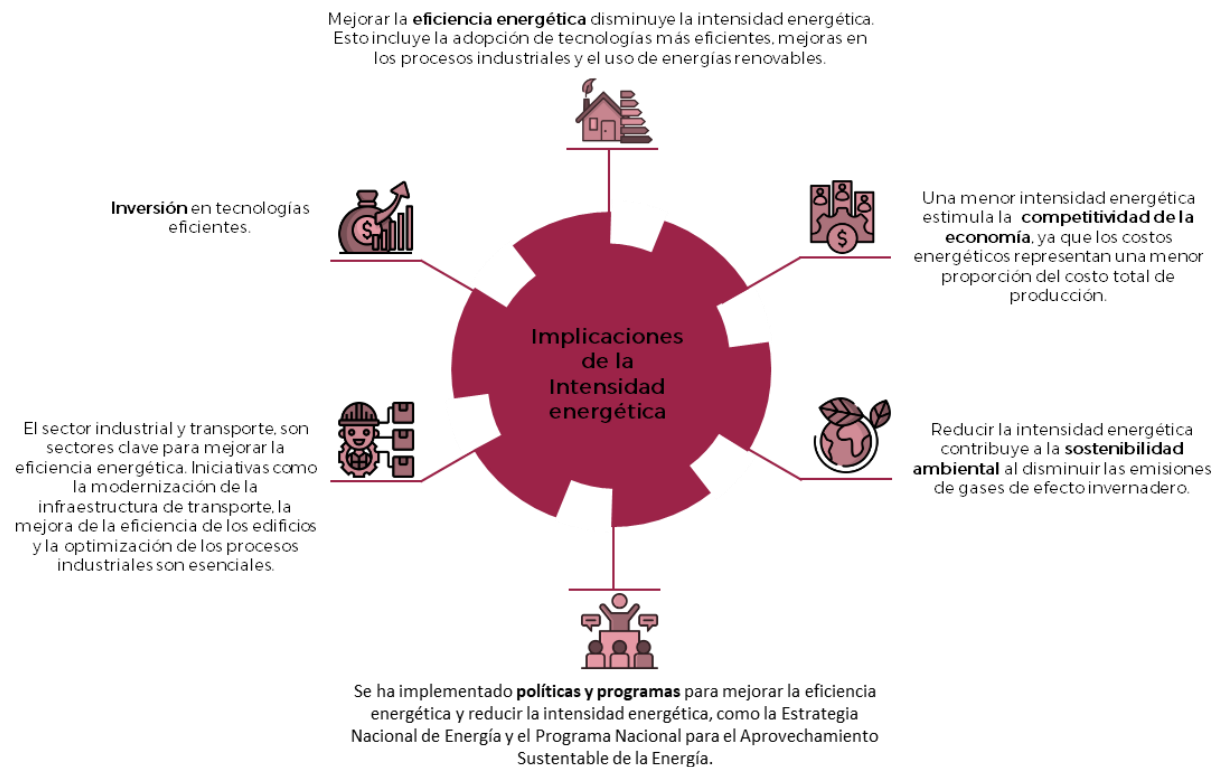 Mejorar la eficiencia energética disminuye la intensidad energética.
Esto incluye la adopción de tecnologías más eficientes, mejoras en
los procesos industriales y el uso de energías renovables.
Inversión en tecnologías
eficientes.
Una menor intensidad energética
estimula la competitividad de la
economía, ya que los costos
energéticos representan una menor
proporción del costo total de
producción.
Implicaciones
de la
Intensidad
energética
El sector industrial y transporte, son
sectores clave para mejorar la
eficiencia energética. Iniciativas como
la modernización de la
infraestructura de transporte, la
mejora de la eficiencia de los edificios
y la optimización de los procesos
industriales son esenciales.
Reducir la intensidad energética
contribuye a la sostenibilidad
ambiental al disminuir las emisiones
de gases de efecto invernadero.
Se ha implementado políticas y programas para mejorar la eficiencia
energética y reducir la intensidad energética, como la Estrategia
Nacional de Energía y el Programa Nacional para el Aprovechamiento
Sustentable de la Energía.